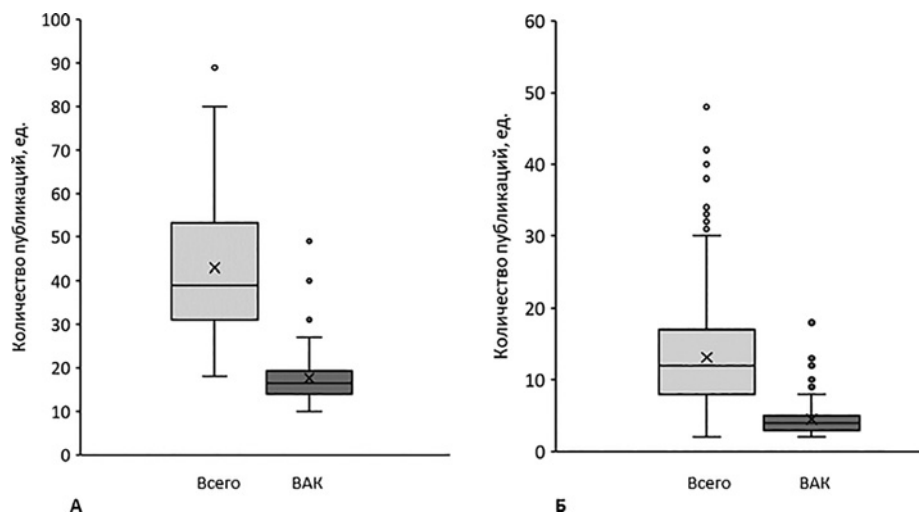 Количество публикаций, ед.
100
90
80
70
60
50
40
30
20
10
0
Всего
ВАК
А
Количество публикаций, ед.
60
50
40
30
20
10
0
Всего
ВАК
Б